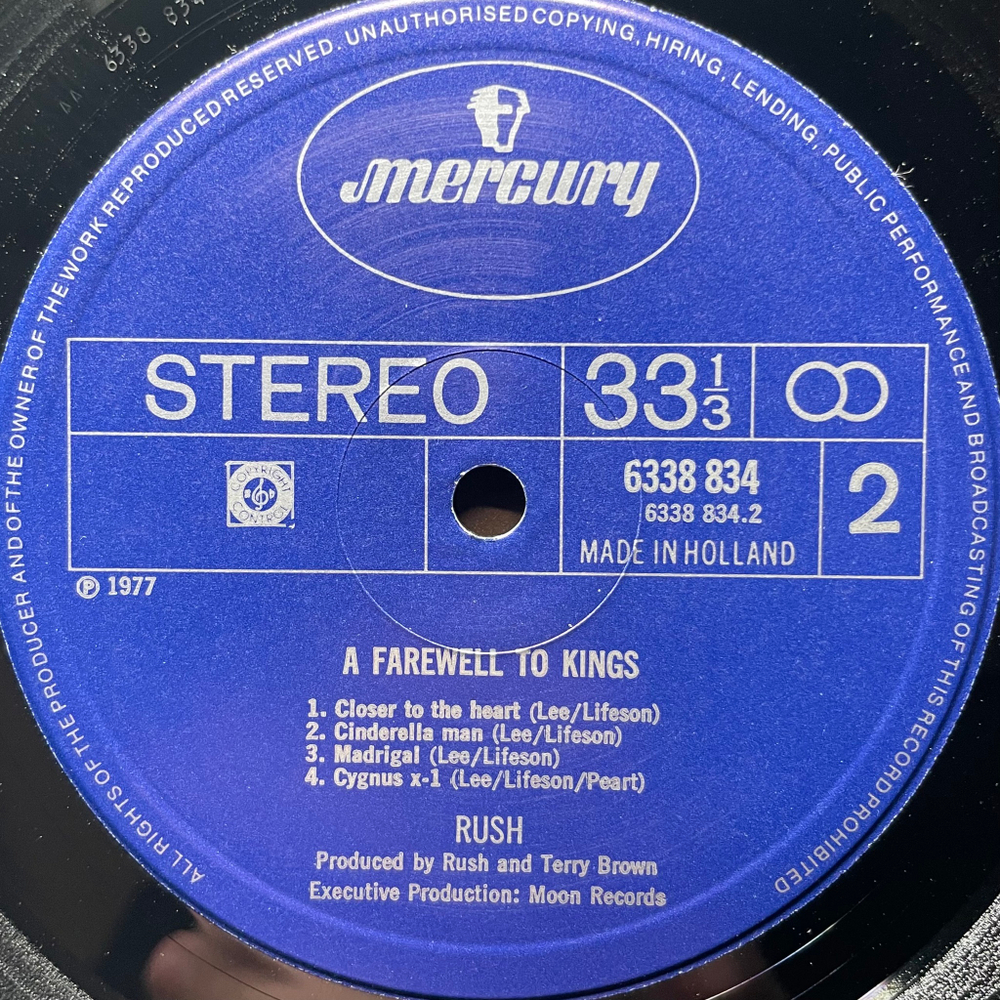 6338 834
ALL RIGHTS OF THE PRODUCER AND OF THE OWNER OF THE WORK REPRODUCED RESERVED. UNAUTHORISED COPYING, HIRING, LENDING, PUBLIC PERFORMANCE AND BROADCASTING OF THIS RECORD PROHIBITED
mercury
STEREO 33 1/3
COPYRIGHT CONTROL
6338 834
6338 834.2
MADE IN HOLLAND
2
℗ 1977
A FAREWELL TO KINGS
1. Closer to the heart (Lee/Lifeson)
2. Cinderella man (Lee/Lifeson)
3. Madrigal (Lee/Lifeson)
4. Cygnus x-1 (Lee/Lifeson/Peart)
RUSH
Produced by Rush and Terry Brown
Executive Production: Moon Records